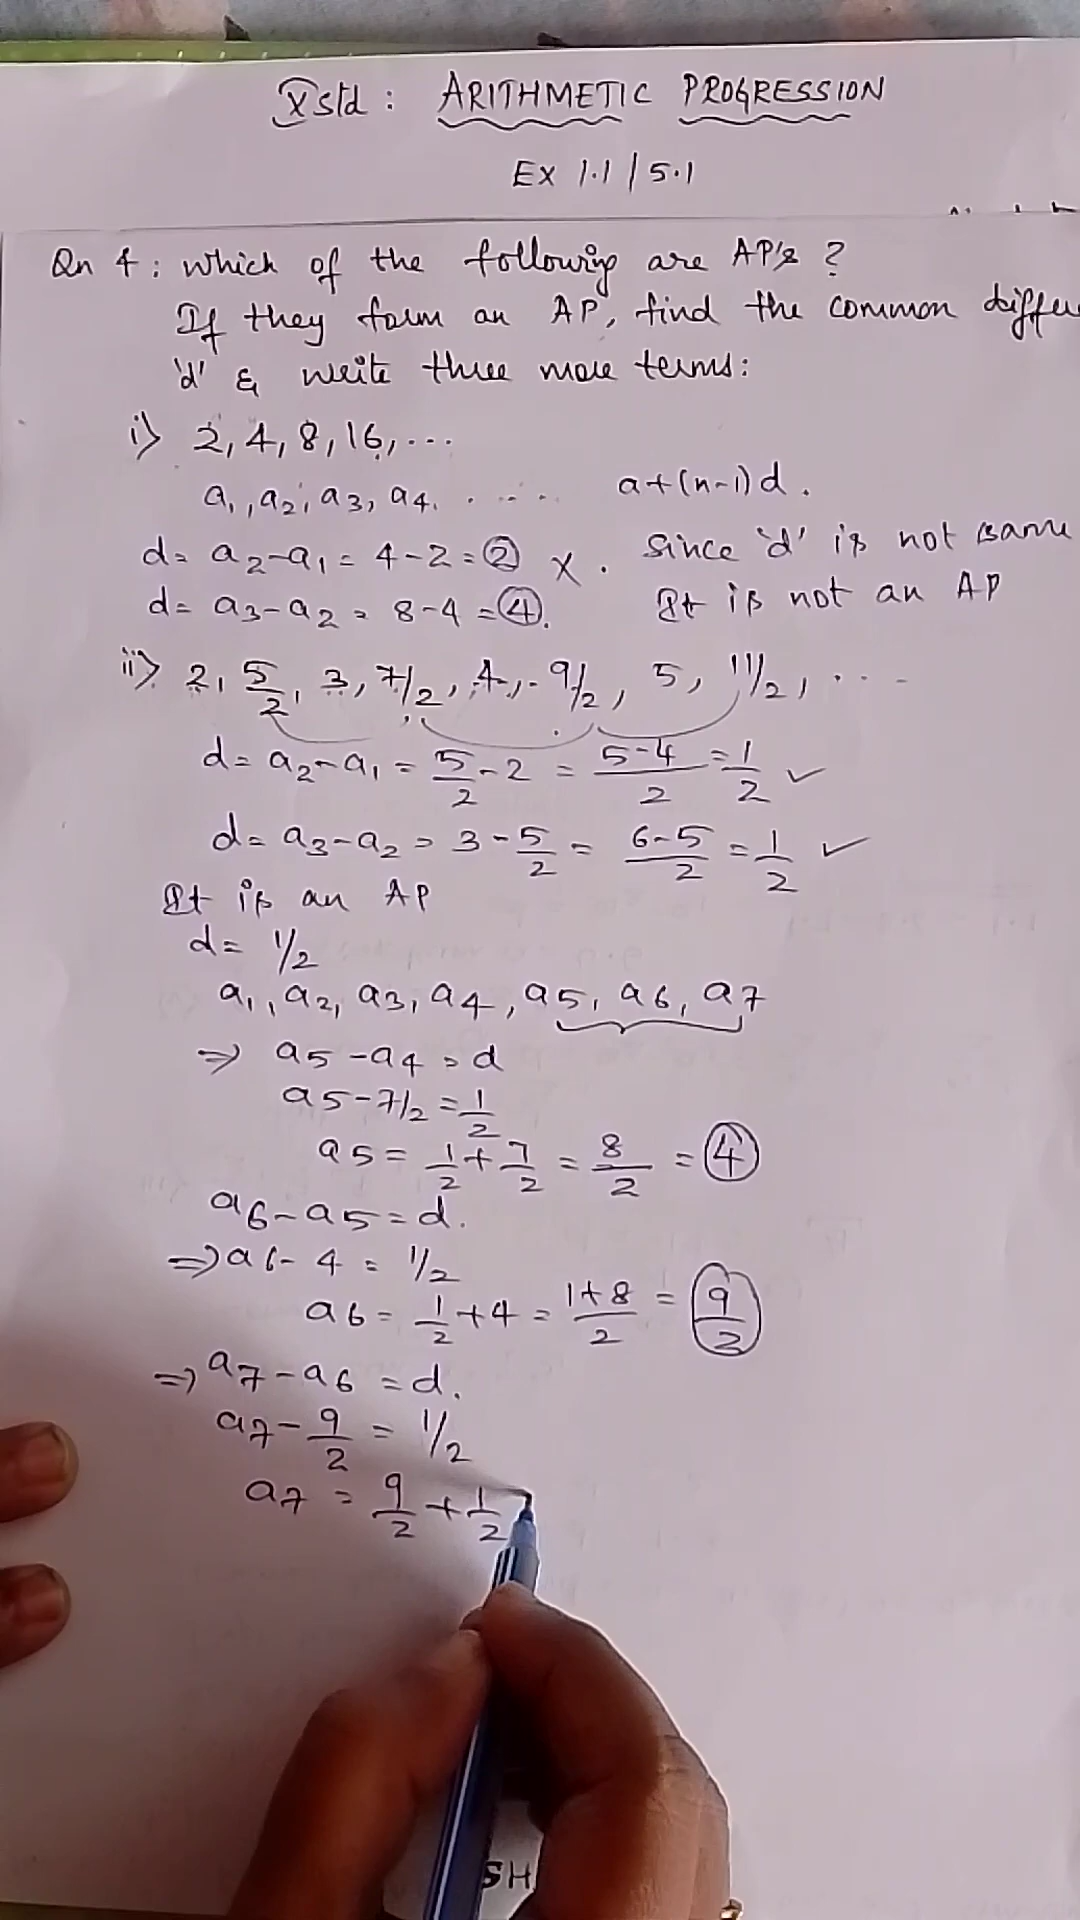 X std : ARITHMETIC PROGRESSION
Ex 1.1 / 5.1
Qn 4 : Which of the following are AP's ?
If they form an AP, find the common
'd' & write three more terms:
i) 2, 4, 8, 16, ...
a₁, a₂, a₃, a₄, ..... a+(n-1)d.
d = a₂-a₁ = 4-2 = 2 X . Since 'd' is not same
d = a₃-a₂ = 8-4 = 4. It is not an AP
ii) 2, 5/2, 3, 7/2, 4, 9/2, 5, 11/2, ....
d = a₂-a₁ = 5/2 - 2 = (5-4)/2 = 1/2 ✓
d = a₃-a₂ = 3 - 5/2 = (6-5)/2 = 1/2 ✓
It is an AP
d = 1/2
a₁, a₂, a₃, a₄, a₅, a₆, a₇
⇒ a₅-a₄ = d
a₅-7/2 = 1/2
a₅ = 1/2 + 7/2 = 8/2 = 4
a₆-a₅ = d.
⇒ a₆-4 = 1/2
a₆ = 1/2 + 4 = (1+8)/2 = 9/2
⇒ a₇-a₆ = d.
a₇ - 9/2 = 1/2
a₇ = 9/2 + 1/2
SH